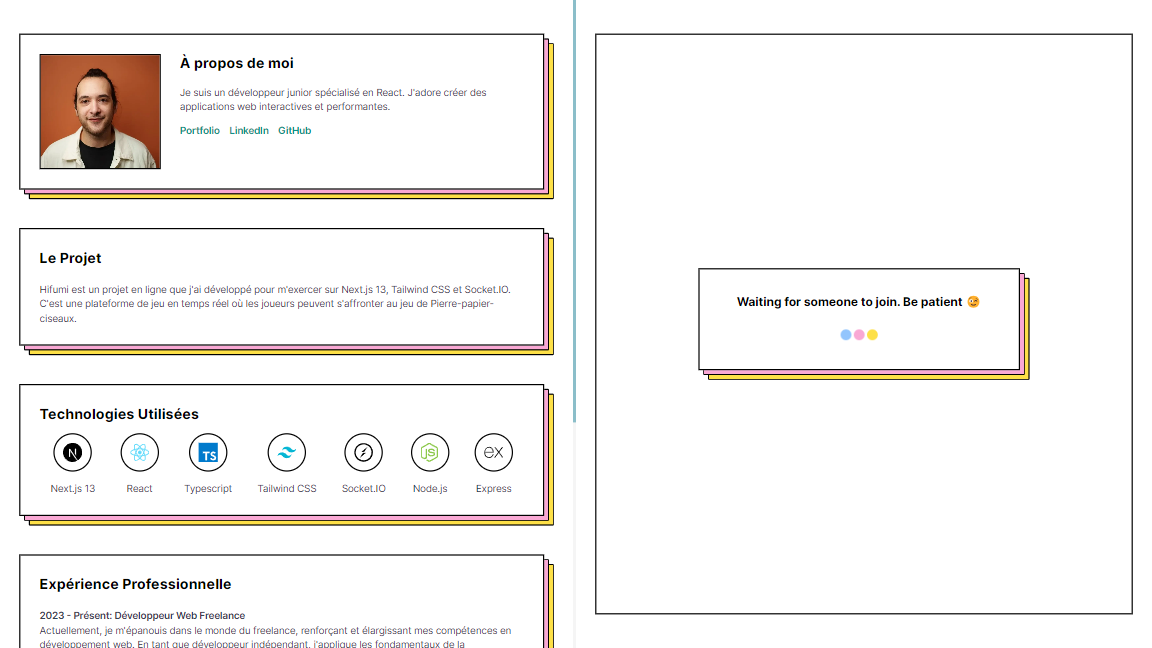 À propos de moi
Je suis un développeur junior spécialisé en React. J'adore créer des
applications web interactives et performantes.
Portfolio LinkedIn GitHub
Le Projet
Hifumi est un projet en ligne que j'ai développé pour m'exercer sur Next.js 13, Tailwind CSS et Socket.IO.
C'est une plateforme de jeu en temps réel où les joueurs peuvent s'affronter au jeu de Pierre-papier-
ciseaux.
Technologies Utilisées
N TS JS ex
Next.js 13 React Typescript Tailwind CSS Socket.IO Node.js Express
Expérience Professionnelle
2023 - Présent: Développeur Web Freelance
Actuellement, je m'épanouis dans le monde du freelance, renforçant et élargissant mes compétences en
développement web. En tant que développeur indépendant, j'applique les fondamentaux de la
Waiting for someone to join. Be patient 😉